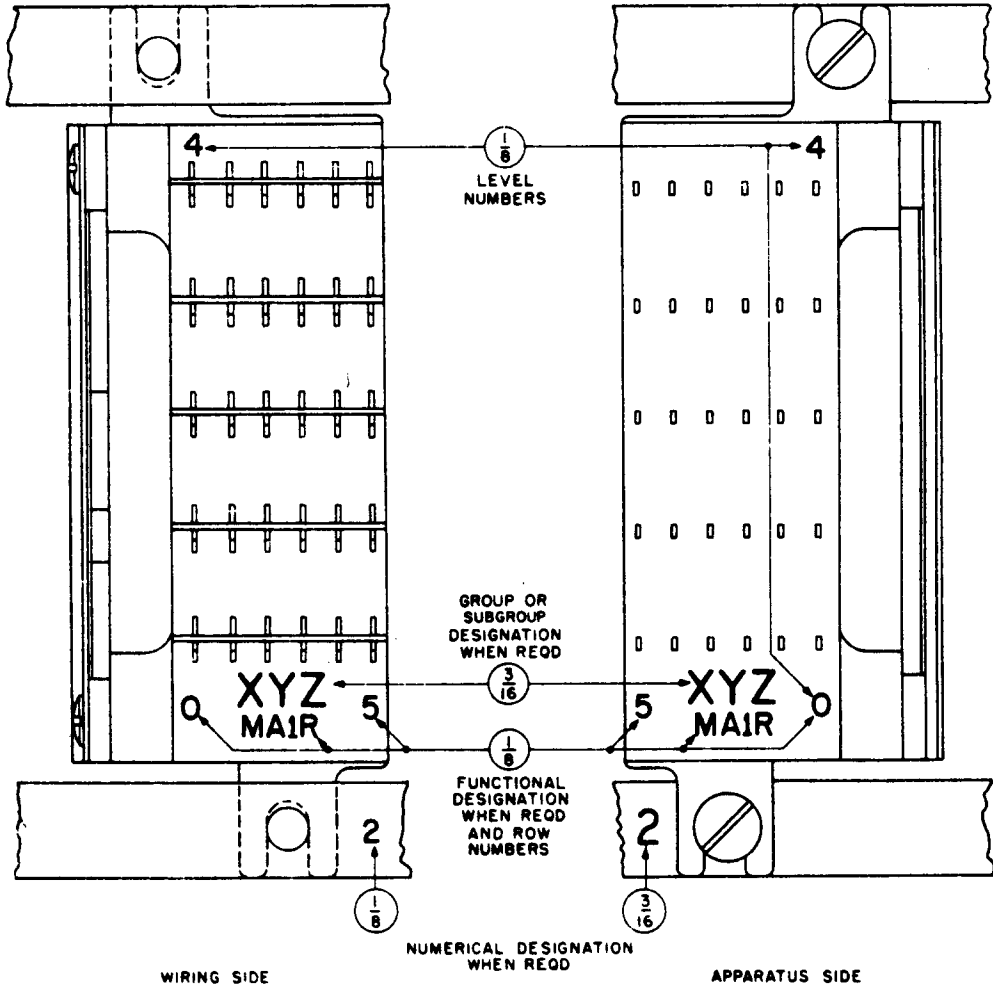 4
1/8
4
LEVEL
NUMBERS
GROUP OR
SUBGROUP
DESIGNATION
WHEN REQD
XYZ
3/16
XYZ
0
MA1R
5
5
MA1R
0
1/8
FUNCTIONAL
DESIGNATION
WHEN REQD
AND ROW
NUMBERS
2
2
1/8
3/16
NUMERICAL DESIGNATION
WHEN REQD
WIRING SIDE
APPARATUS SIDE